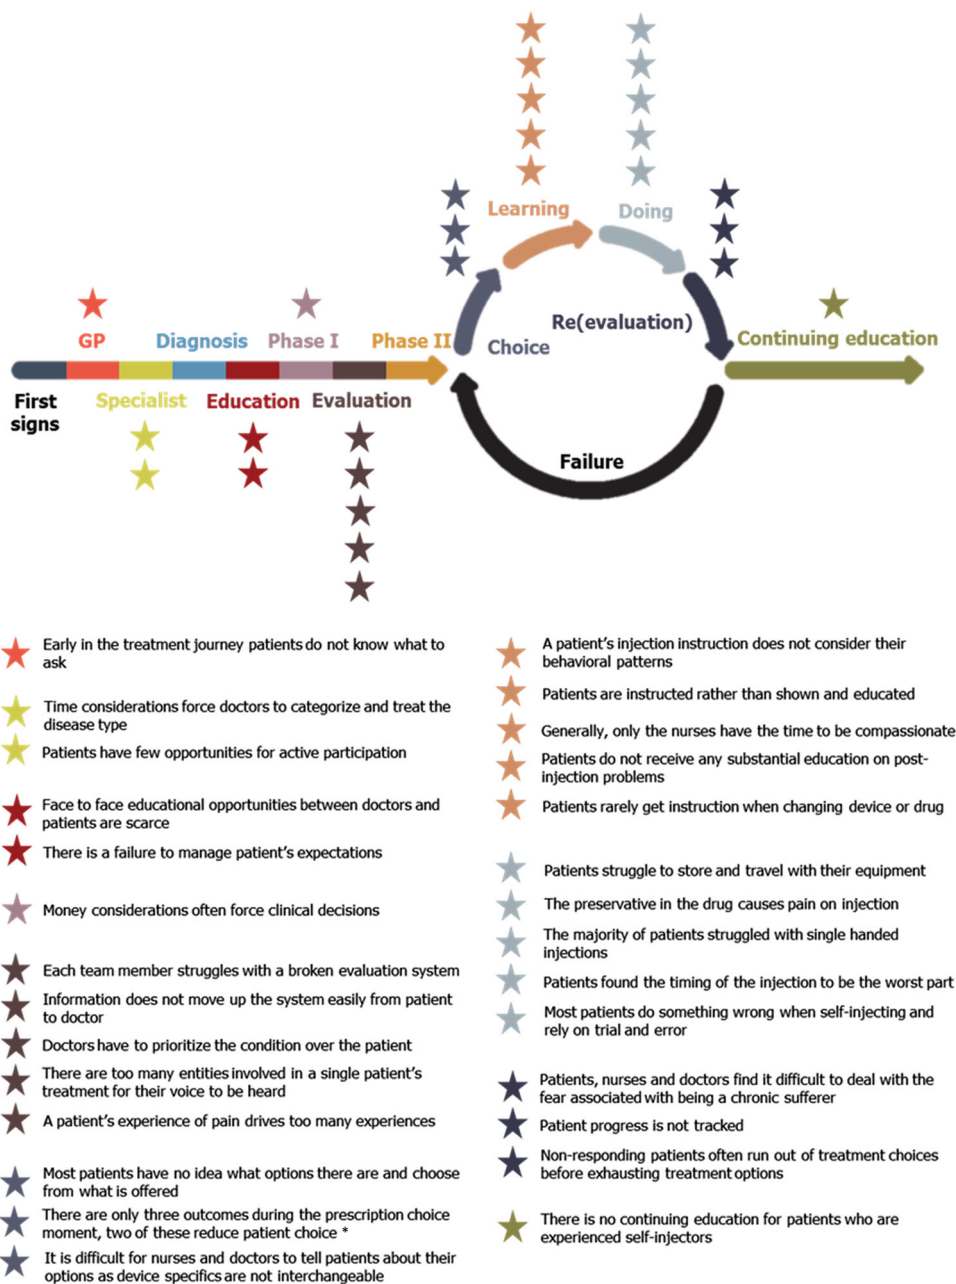 Learning
Doing
GP
Diagnosis
Phase I
Phase II
Choice
Re(evaluation)
Continuing education
First
signs
Specialist
Education
Evaluation
Failure
Early in the treatment journey patients do not know what to
ask
Time considerations force doctors to categorize and treat the
disease type
Patients have few opportunities for active participation
Face to face educational opportunities between doctors and
patients are scarce
There is a failure to manage patient's expectations
Money considerations often force clinical decisions
Each team member struggles with a broken evaluation system
Information does not move up the system easily from patient
to doctor
Doctors have to prioritize the condition over the patient
There are too many entities involved in a single patient's
treatment for their voice to be heard
A patient's experience of pain drives too many experiences
Most patients have no idea what options there are and choose
from what is offered
There are only three outcomes during the prescription choice
moment, two of these reduce patient choice *
It is difficult for nurses and doctors to tell patients about their
options as device specifics are not interchangeable
A patient's injection instruction does not consider their
behavioral patterns
Patients are instructed rather than shown and educated
Generally, only the nurses have the time to be compassionate
Patients do not receive any substantial education on post-
injection problems
Patients rarely get instruction when changing device or drug
Patients struggle to store and travel with their equipment
The preservative in the drug causes pain on injection
The majority of patients struggled with single handed
injections
Patients found the timing of the injection to be the worst part
Most patients do something wrong when self-injecting and
rely on trial and error
Patients, nurses and doctors find it difficult to deal with the
fear associated with being a chronic sufferer
Patient progress is not tracked
Non-responding patients often run out of treatment choices
before exhausting treatment options
There is no continuing education for patients who are
experienced self-injectors